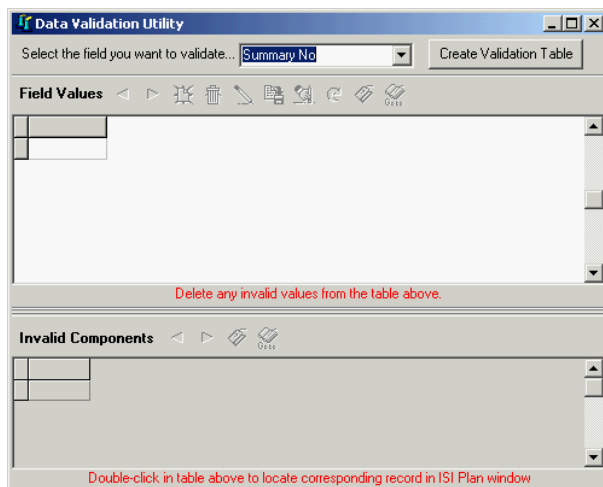 Data Validation Utility
Select the field you want to validate... Summary No Create Validation Table
Field Values Goto
Delete any invalid values from the table above.
Invalid Components Goto
Double-click in table above to locate corresponding record in ISI Plan window